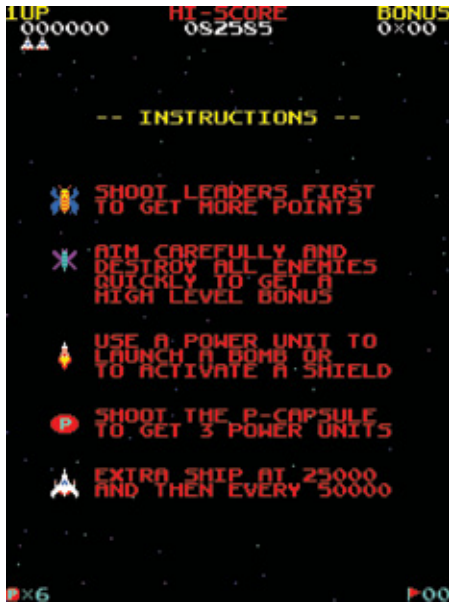 1UP HI-SCORE BONUS
000000 082585 0×00
-- INSTRUCTIONS --
SHOOT LEADERS FIRST
TO GET MORE POINTS
AIM CAREFULLY AND
DESTROY ALL ENEMIES
QUICKLY TO GET A
HIGH LEVEL BONUS
USE A POWER UNIT TO
LAUNCH A BOMB OR
TO ACTIVATE A SHIELD
P
SHOOT THE P-CAPSULE
TO GET 3 POWER UNITS
EXTRA SHIP AT 25000
AND THEN EVERY 50000
P×6 00